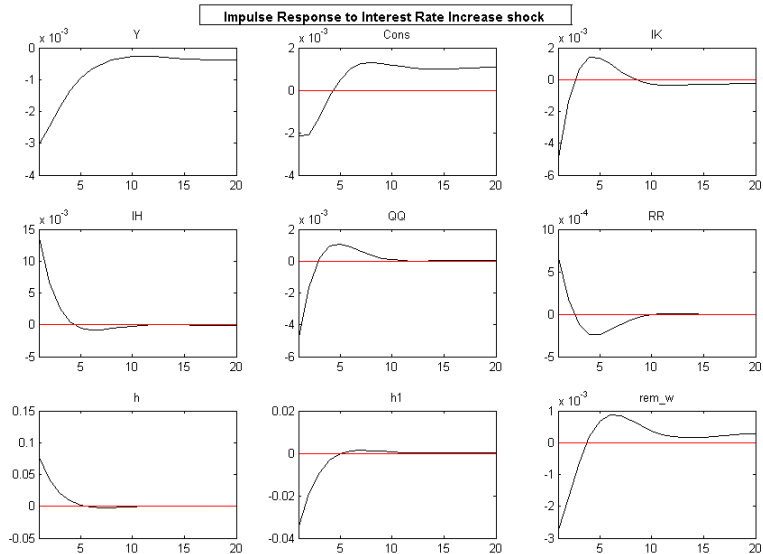 Impulse Response to Interest Rate Increase shock
Y
x 10^-3
0
-1
-2
-3
-4
5 10 15 20
Cons
x 10^-3
2
0
-2
-4
5 10 15 20
IK
x 10^-3
2
0
-2
-4
-6
5 10 15 20
IH
x 10^-3
15
10
5
0
-5
5 10 15 20
QQ
x 10^-3
2
0
-2
-4
-6
5 10 15 20
RR
x 10^-4
10
5
0
-5
5 10 15 20
h
0.15
0.1
0.05
0
-0.05
5 10 15 20
h1
0.02
0
-0.02
-0.04
5 10 15 20
rem_w
x 10^-3
1
0
-1
-2
-3
5 10 15 20